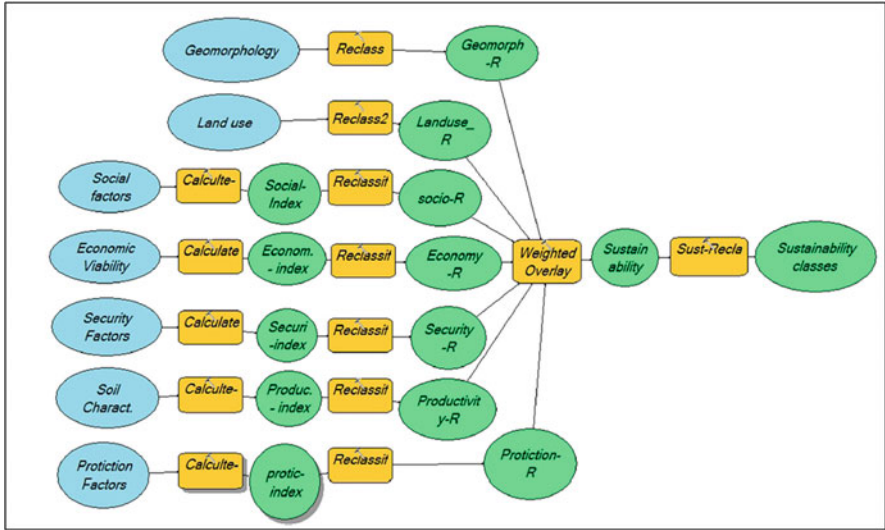 Geomorphology
Reclass
Geomorph
-R
Land use
Reclass2
Landuse_
R
Social
factors
Calculte-
Social-
Index
Reclassit
socio-R
Economic
Viability
Calculate
Econom.
- index
Reclassit
Economy
-R
Weighted
Overlay
Sustain
ability
Sust-Recla
Sustainability
classes
Security
Factors
Calculate
Securi
-index
Reclassit
Security
-R
Soil
Charact.
Calculte-
Produc.
- index
Reclassit
Productivit
y-R
Protiction
Factors
Calculte-
protic-
index
Reclassit
Protiction-
R